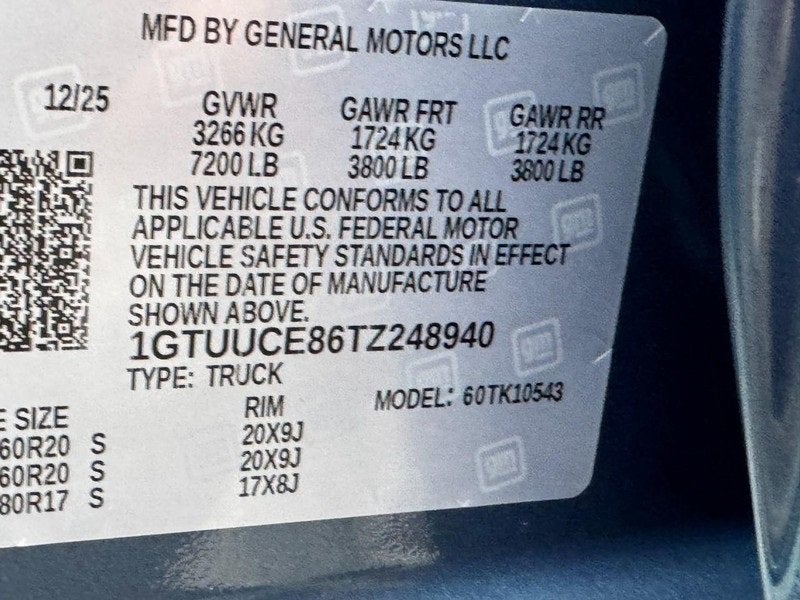 MFD BY GENERAL MOTORS LLC
12/25 GVWR GAWR FRT GAWR RR
3266 KG 1724 KG 1724 KG
7200 LB 3800 LB 3800 LB
THIS VEHICLE CONFORMS TO ALL
APPLICABLE U.S. FEDERAL MOTOR
VEHICLE SAFETY STANDARDS IN EFFECT
ON THE DATE OF MANUFACTURE
SHOWN ABOVE.
1GTUUCE86TZ248940
TYPE: TRUCK MODEL: 60TK10543
E SIZE RIM
60R20 S 20X9J
60R20 S 20X9J
80R17 S 17X8J